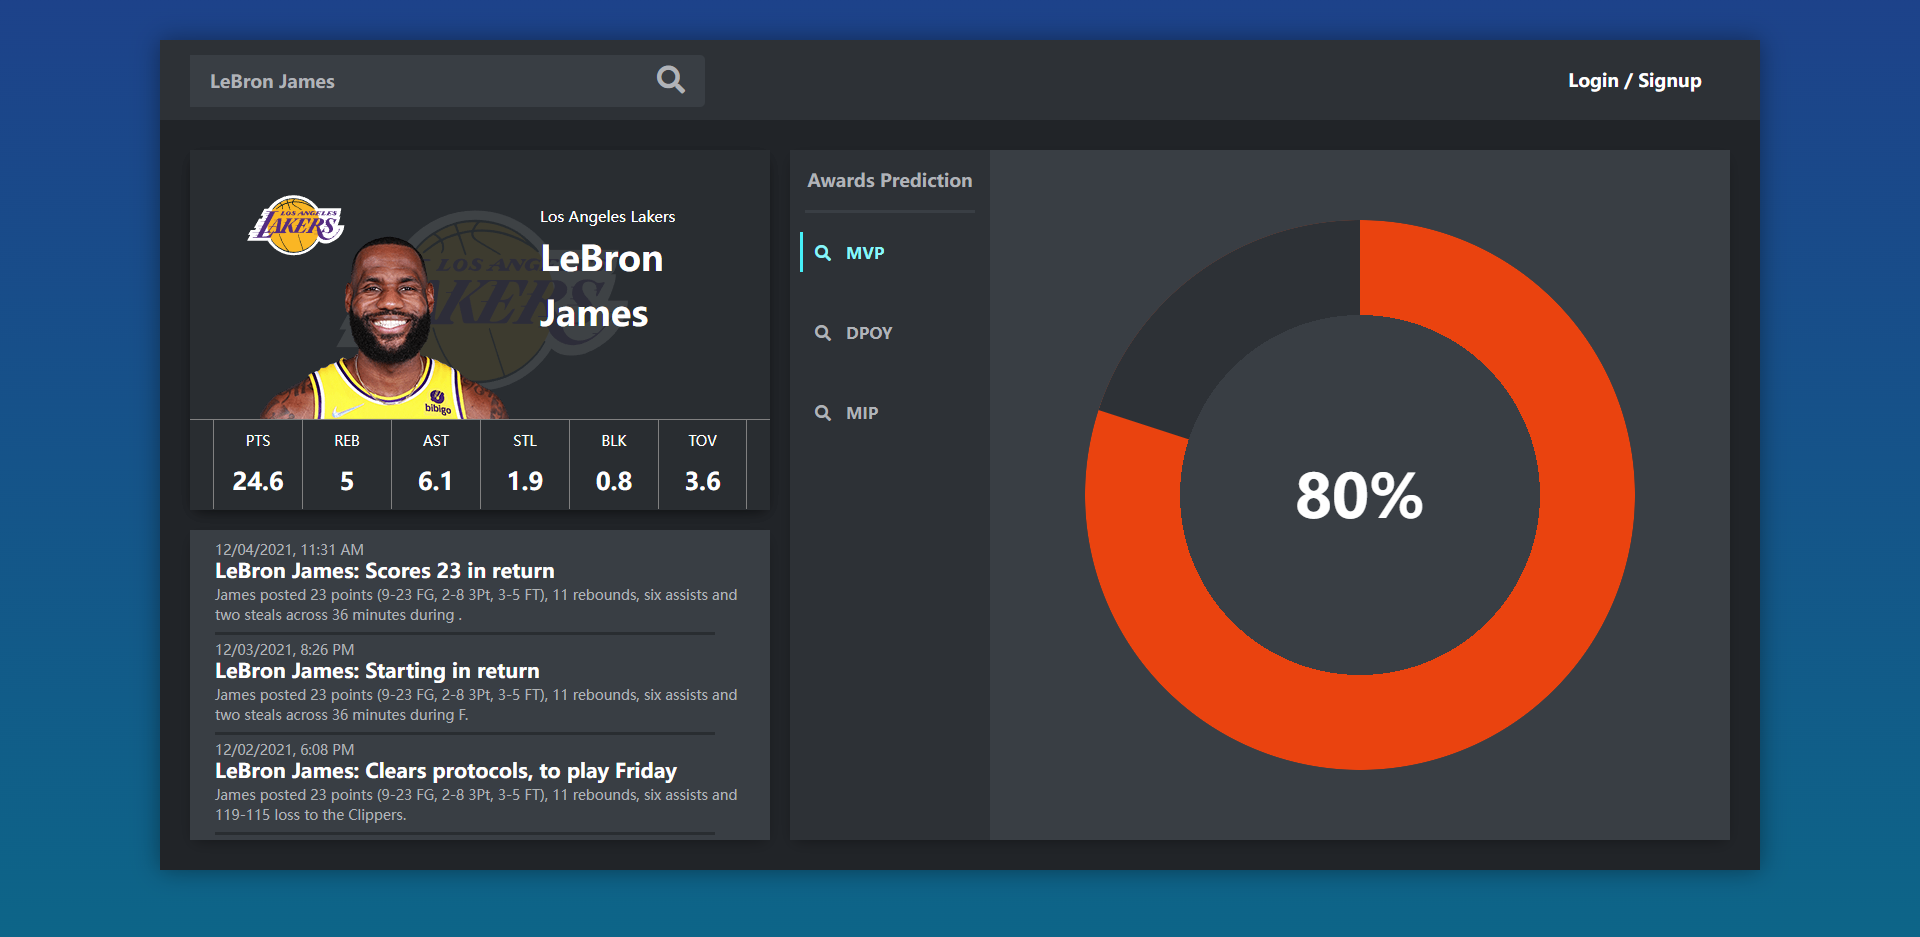 LeBron James
Login / Signup
LOS ANGELES
LAKERS
Los Angeles Lakers
LeBron
James
LOS ANGELES
LAKERS
bibigo
PTS REB AST STL BLK TOV
24.6 5 6.1 1.9 0.8 3.6
12/04/2021, 11:31 AM
LeBron James: Scores 23 in return
James posted 23 points (9-23 FG, 2-8 3Pt, 3-5 FT), 11 rebounds, six assists and
two steals across 36 minutes during .
12/03/2021, 8:26 PM
LeBron James: Starting in return
James posted 23 points (9-23 FG, 2-8 3Pt, 3-5 FT), 11 rebounds, six assists and
two steals across 36 minutes during F.
12/02/2021, 6:08 PM
LeBron James: Clears protocols, to play Friday
James posted 23 points (9-23 FG, 2-8 3Pt, 3-5 FT), 11 rebounds, six assists and
119-115 loss to the Clippers.
Awards Prediction
MVP
DPOY
MIP
80%